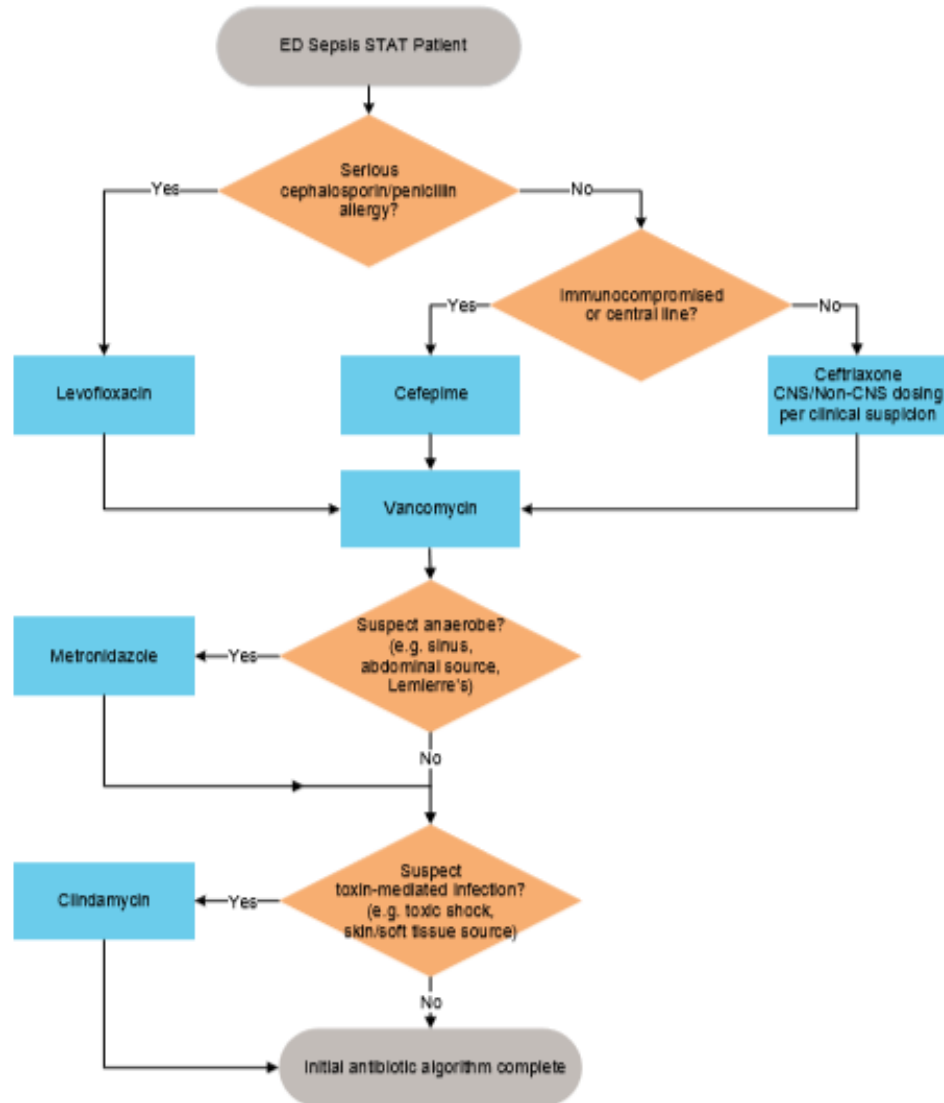 ED Sepsis STAT Patient
Serious
cephalosporin/penicillin
allergy?
Yes
No
Immunocompromised
or central line?
Yes
No
Levofloxacin
Cefepime
Ceftriaxone
CNS/Non-CNS dosing
per clinical suspicion
Vancomycin
Suspect anaerobe?
(e.g. sinus,
abdominal source,
Lemierre's)
Yes
Metronidazole
No
Suspect
toxin-mediated infection?
(e.g. toxic shock,
skin/soft tissue source)
Yes
Clindamycin
No
Initial antibiotic algorithm complete